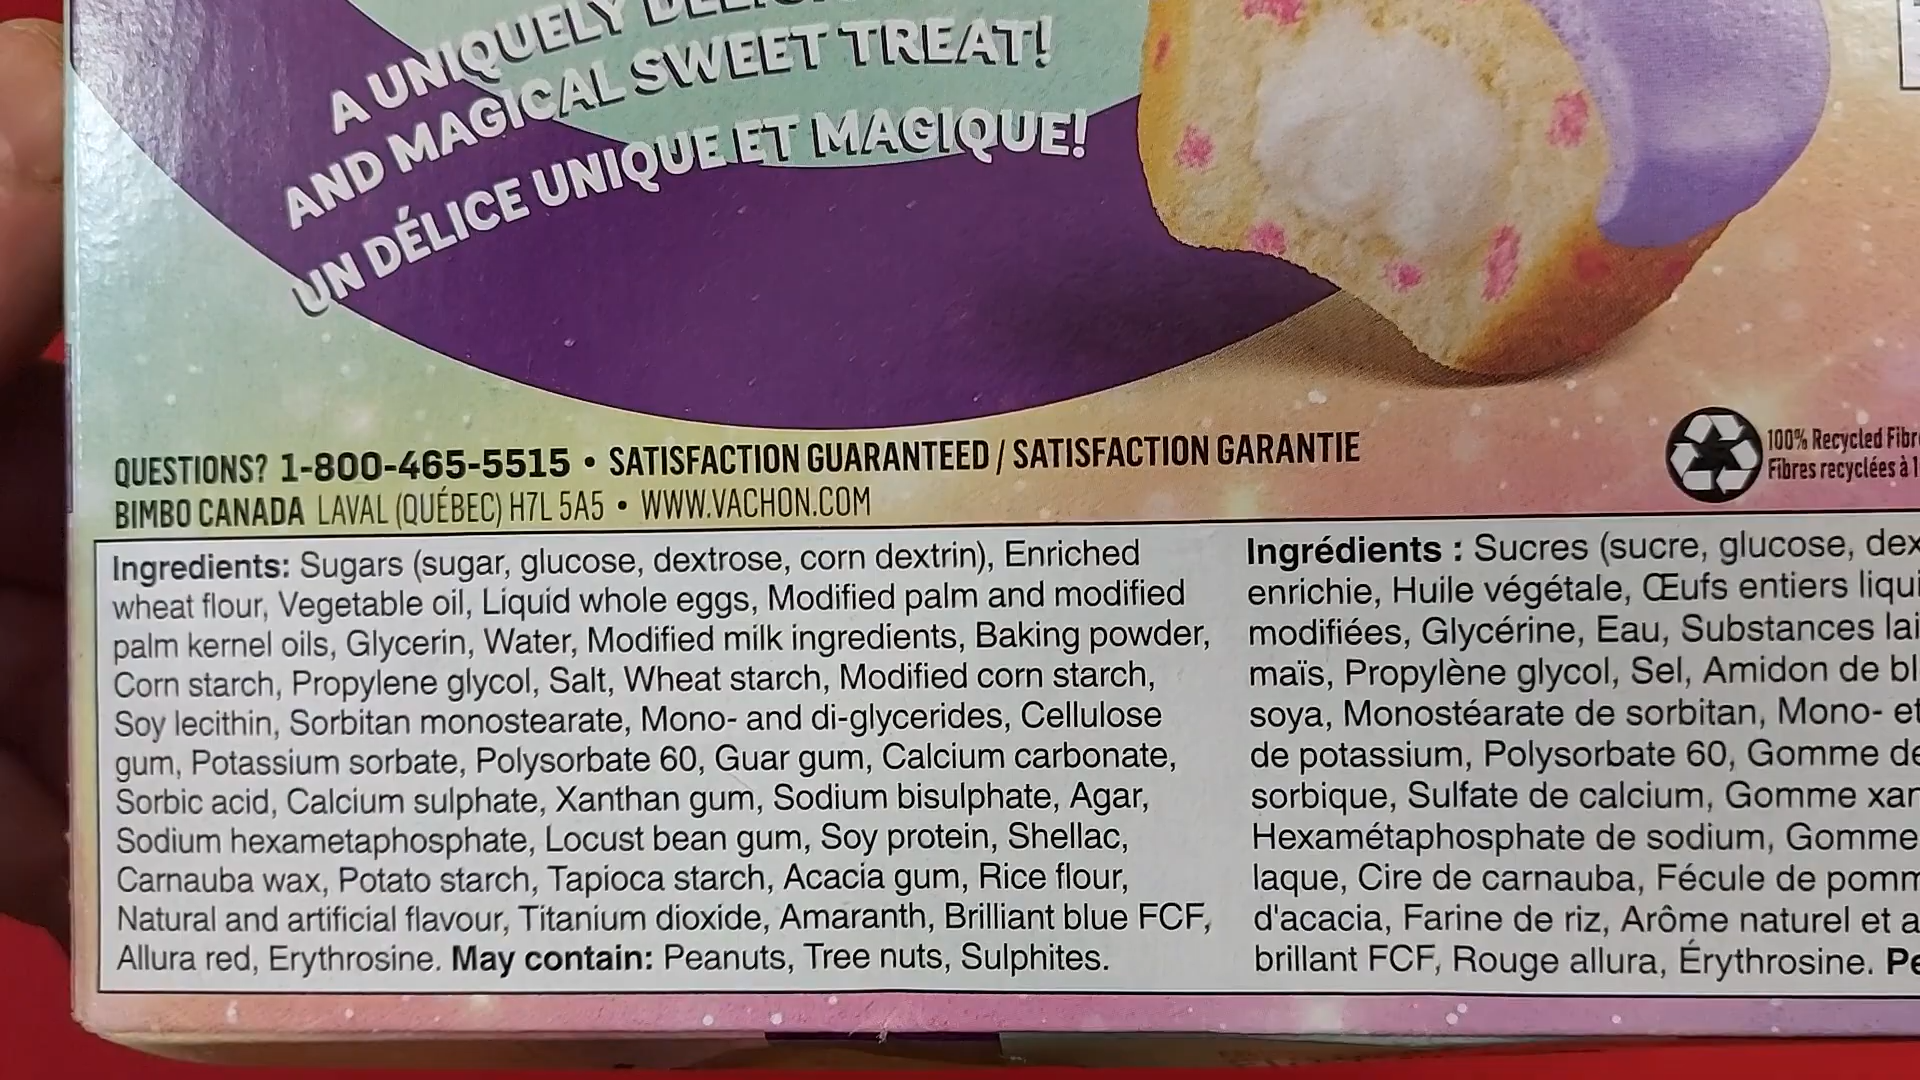 A UNIQUELY
AND MAGICAL SWEET TREAT!
UN DÉLICE UNIQUE ET MAGIQUE!
QUESTIONS? 1-800-465-5515 • SATISFACTION GUARANTEED / SATISFACTION GARANTIE
BIMBO CANADA LAVAL (QUÉBEC) H7L 5A5 • WWW.VACHON.COM
100% Recycled
Fibres recyclées à
Ingredients: Sugars (sugar, glucose, dextrose, corn dextrin), Enriched
wheat flour, Vegetable oil, Liquid whole eggs, Modified palm and modified
palm kernel oils, Glycerin, Water, Modified milk ingredients, Baking powder,
Corn starch, Propylene glycol, Salt, Wheat starch, Modified corn starch,
Soy lecithin, Sorbitan monostearate, Mono- and di-glycerides, Cellulose
gum, Potassium sorbate, Polysorbate 60, Guar gum, Calcium carbonate,
Sorbic acid, Calcium sulphate, Xanthan gum, Sodium bisulphate, Agar,
Sodium hexametaphosphate, Locust bean gum, Soy protein, Shellac,
Carnauba wax, Potato starch, Tapioca starch, Acacia gum, Rice flour,
Natural and artificial flavour, Titanium dioxide, Amaranth, Brilliant blue FCF,
Allura red, Erythrosine. May contain: Peanuts, Tree nuts, Sulphites.
Ingrédients : Sucres (sucre, glucose,
enrichie, Huile végétale, Œufs entiers
modifiées, Glycérine, Eau, Substances
maïs, Propylène glycol, Sel, Amidon de
soya, Monostéarate de sorbitan, Mono- et
de potassium, Polysorbate 60, Gomme
sorbique, Sulfate de calcium, Gomme
Hexamétaphosphate de sodium, Gomme
laque, Cire de carnauba, Fécule de
d'acacia, Farine de riz, Arôme naturel et
brillant FCF, Rouge allura, Érythrosine.